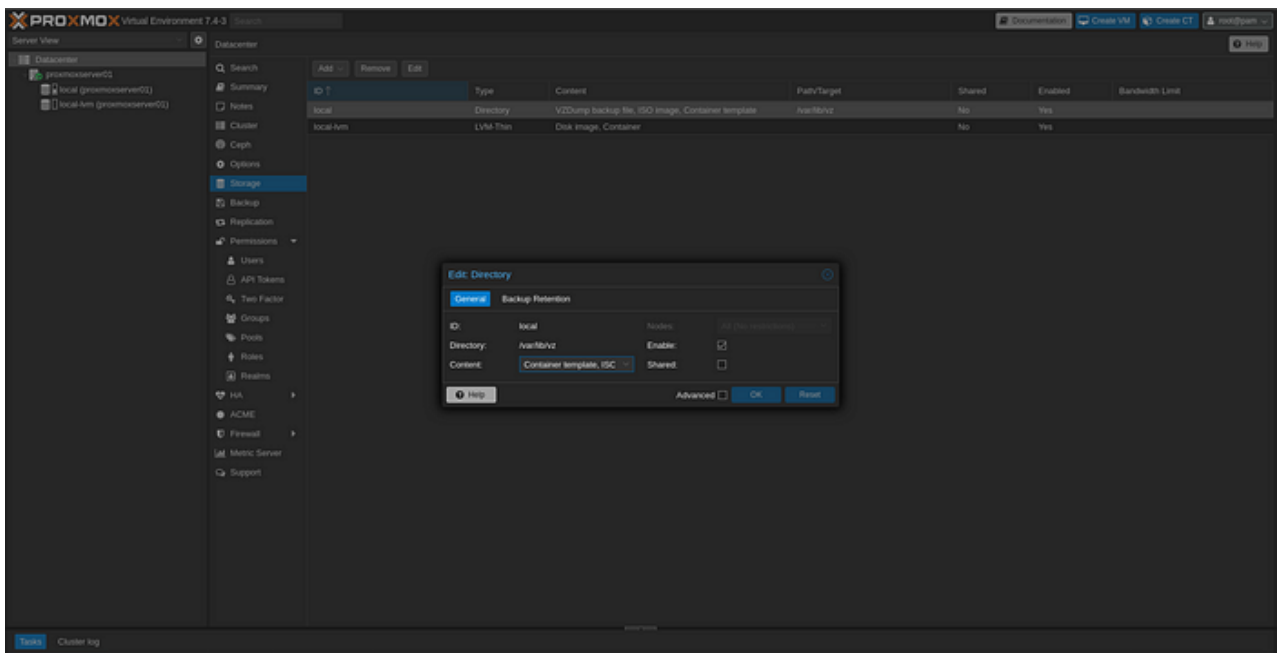 PROXMOX Virtual Environment 7.4-3 Search
Documentation Create VM Create CT root@pam
Server View
Datacenter
Help
Datacenter
proxmoxserver01
local (proxmoxserver01)
local-lvm (proxmoxserver01)
Search
Summary
Notes
Cluster
Ceph
Options
Storage
Backup
Replication
Permissions
Users
API Tokens
Two Factor
Groups
Pools
Roles
Realms
HA
ACME
Firewall
Metric Server
Support
Add Remove Edit
ID Type Content Path/Target Shared Enabled Bandwidth Limit
local Directory VZDump backup file, ISO image, Container template /var/lib/vz No Yes
local-lvm LVM-Thin Disk image, Container No Yes
Edit: Directory
General Backup Retention
ID: local Nodes: All (No restrictions)
Directory: /var/lib/vz Enable:
Content: Container template, ISO Shared:
Help Advanced OK Reset
Tasks Cluster log